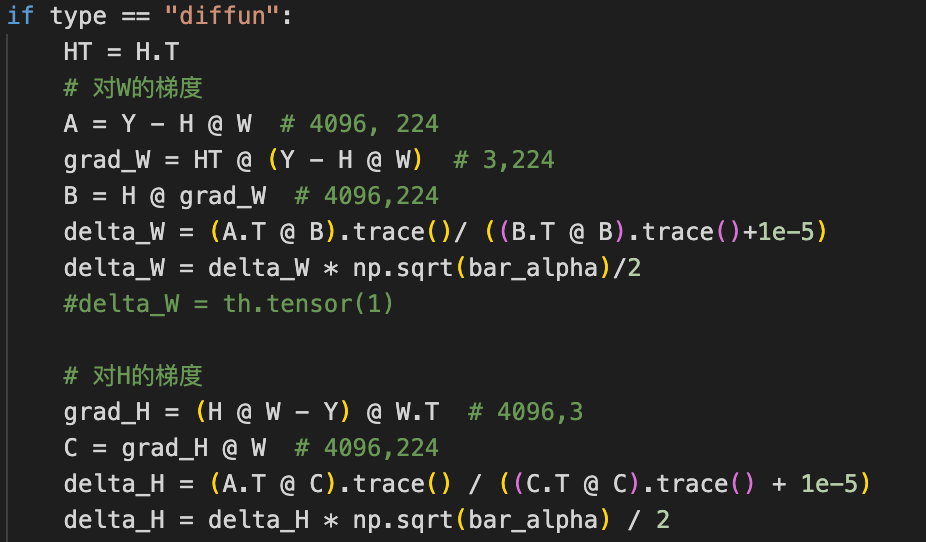 if type == "diffun":
    HT = H.T
    # 对W的梯度
    A = Y - H @ W  # 4096, 224
    grad_W = HT @ (Y - H @ W)  # 3,224
    B = H @ grad_W  # 4096,224
    delta_W = (A.T @ B).trace()/ ((B.T @ B).trace()+1e-5)
    delta_W = delta_W * np.sqrt(bar_alpha)/2
    #delta_W = th.tensor(1)

    # 对H的梯度
    grad_H = (H @ W - Y) @ W.T  # 4096,3
    C = grad_H @ W  # 4096,224
    delta_H = (A.T @ C).trace() / ((C.T @ C).trace() + 1e-5)
    delta_H = delta_H * np.sqrt(bar_alpha) / 2